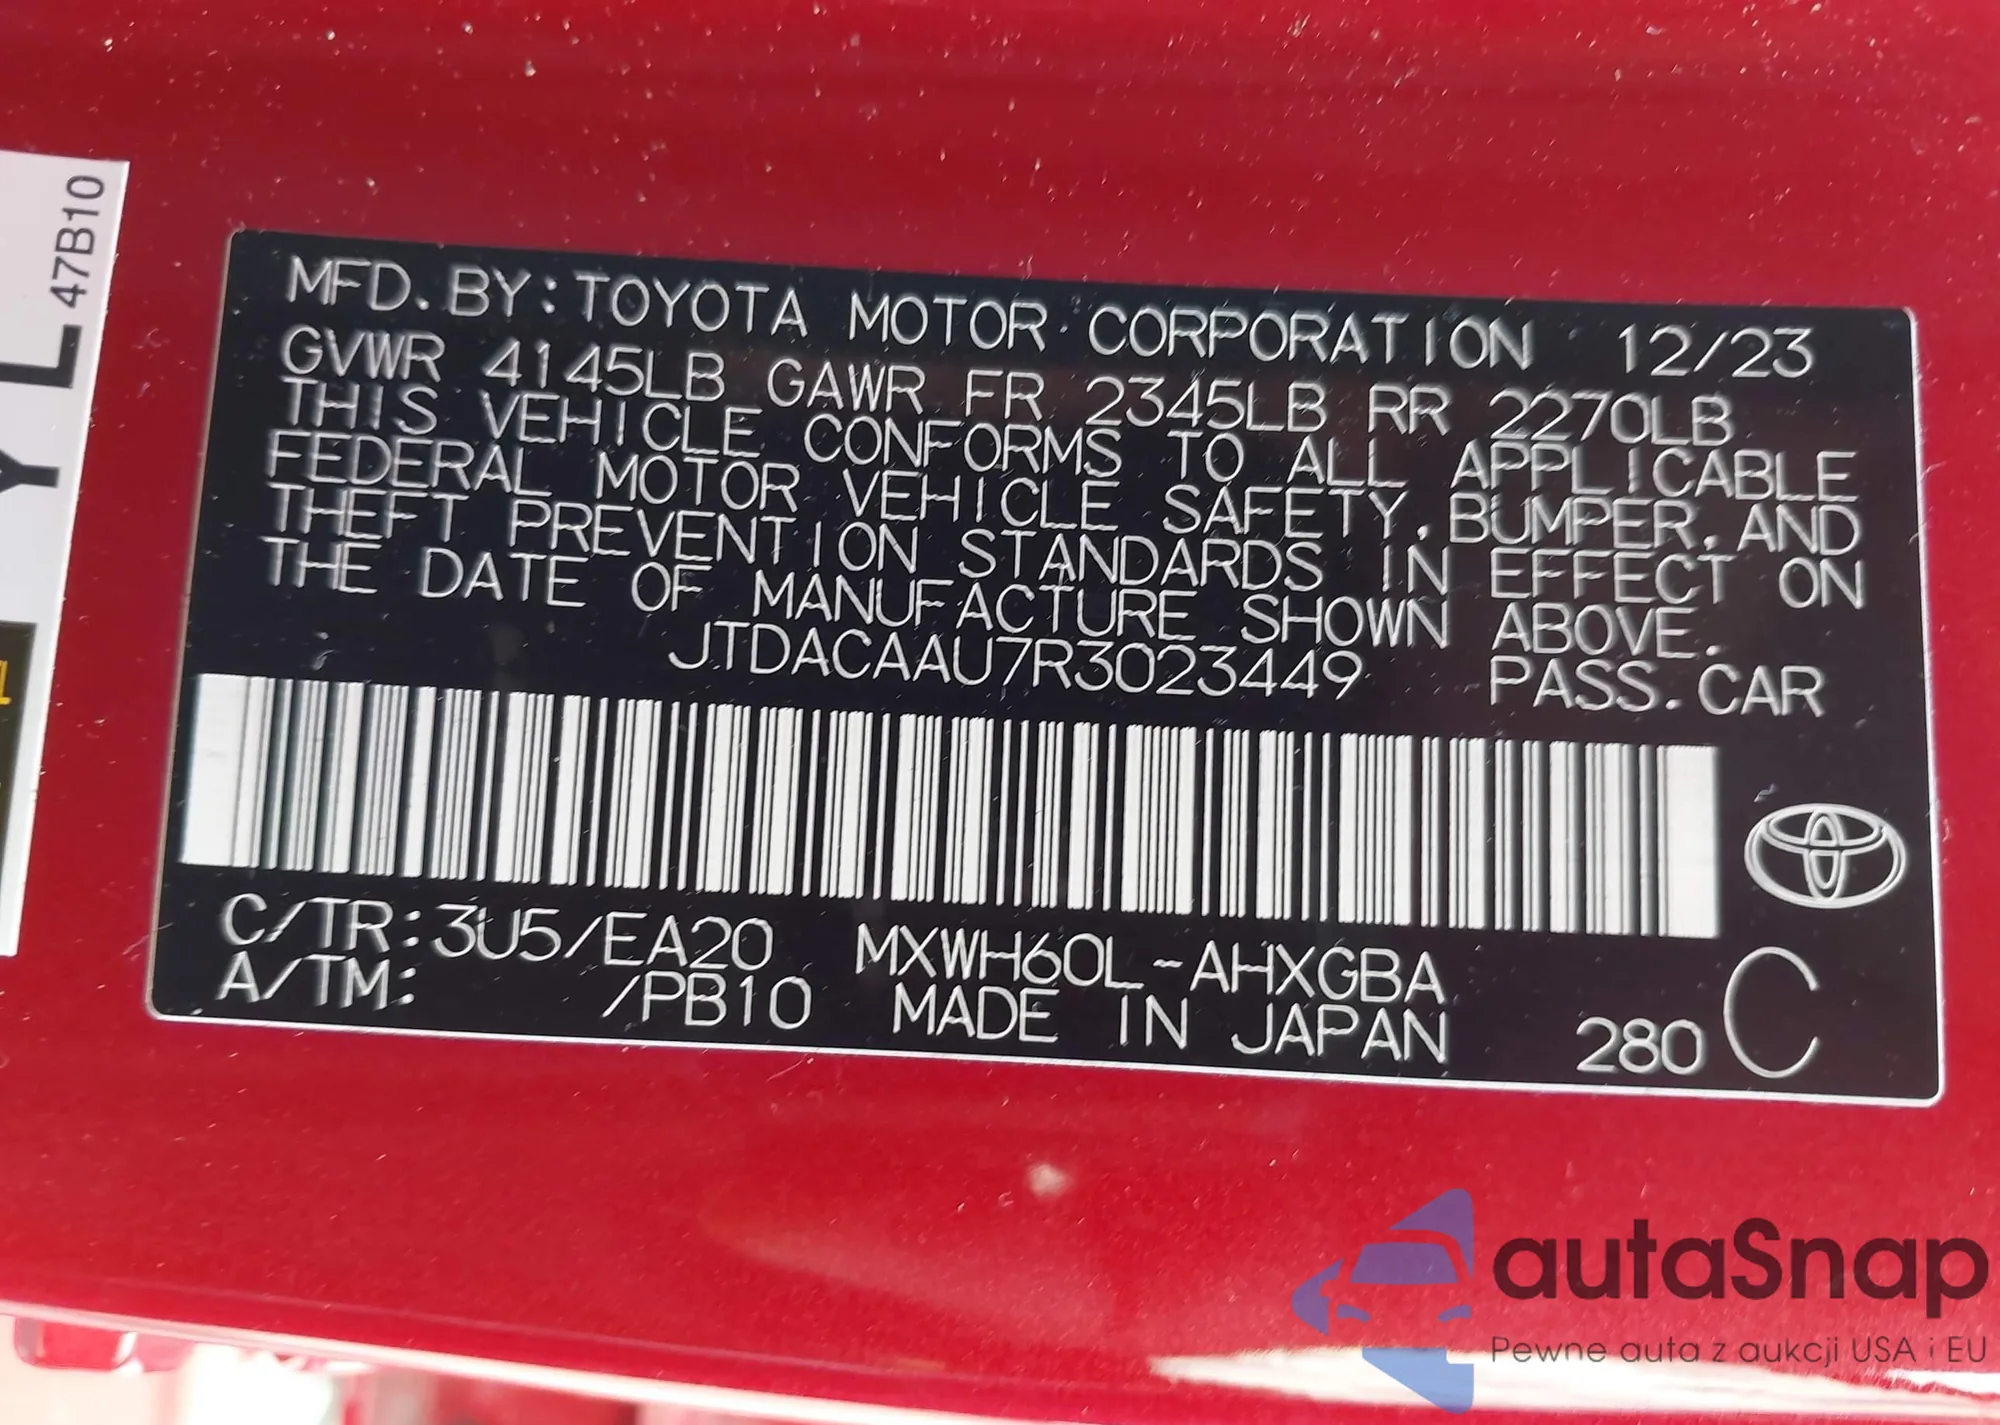 47B10
YL
MFD. BY: TOYOTA MOTOR CORPORATION 12/23
GVWR 4145LB GAWR FR 2345LB RR 2270LB
THIS VEHICLE CONFORMS TO ALL APPLICABLE
FEDERAL MOTOR VEHICLE SAFETY, BUMPER, AND
THEFT PREVENTION STANDARDS IN EFFECT ON
THE DATE OF MANUFACTURE SHOWN ABOVE.
JTDACAAU7R3023449 PASS. CAR
C/TR: 3U5/EA20 MXWH60L-AHXGBA
A/TM: /PB10 MADE IN JAPAN 280 C
autaSnap
Pewne auta z aukcji USA i EU